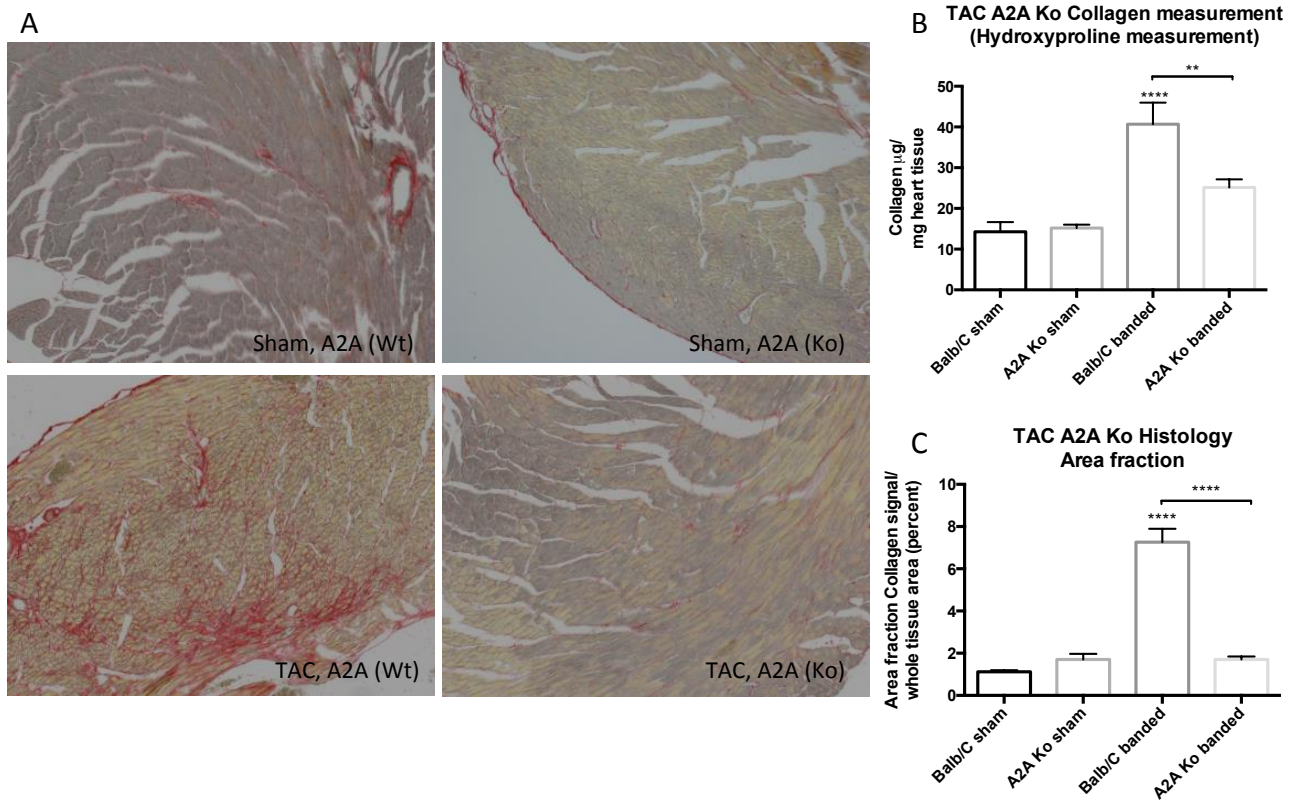 A
Sham, A2A (Wt)
Sham, A2A (Ko)
TAC, A2A (Wt)
TAC, A2A (Ko)
B
TAC A2A Ko Collagen measurement
(Hydroxyproline measurement)
Collagen µg/
mg heart tissue
50
40
30
20
10
0
**
****
Balb/C sham
A2A Ko sham
Balb/C banded
A2A Ko banded
C
TAC A2A Ko Histology
Area fraction
Area fraction Collagen signal/
whole tissue area (percent)
10
8
6
4
2
0
****
****
Balb/C sham
A2A Ko sham
Balb/C banded
A2A Ko banded